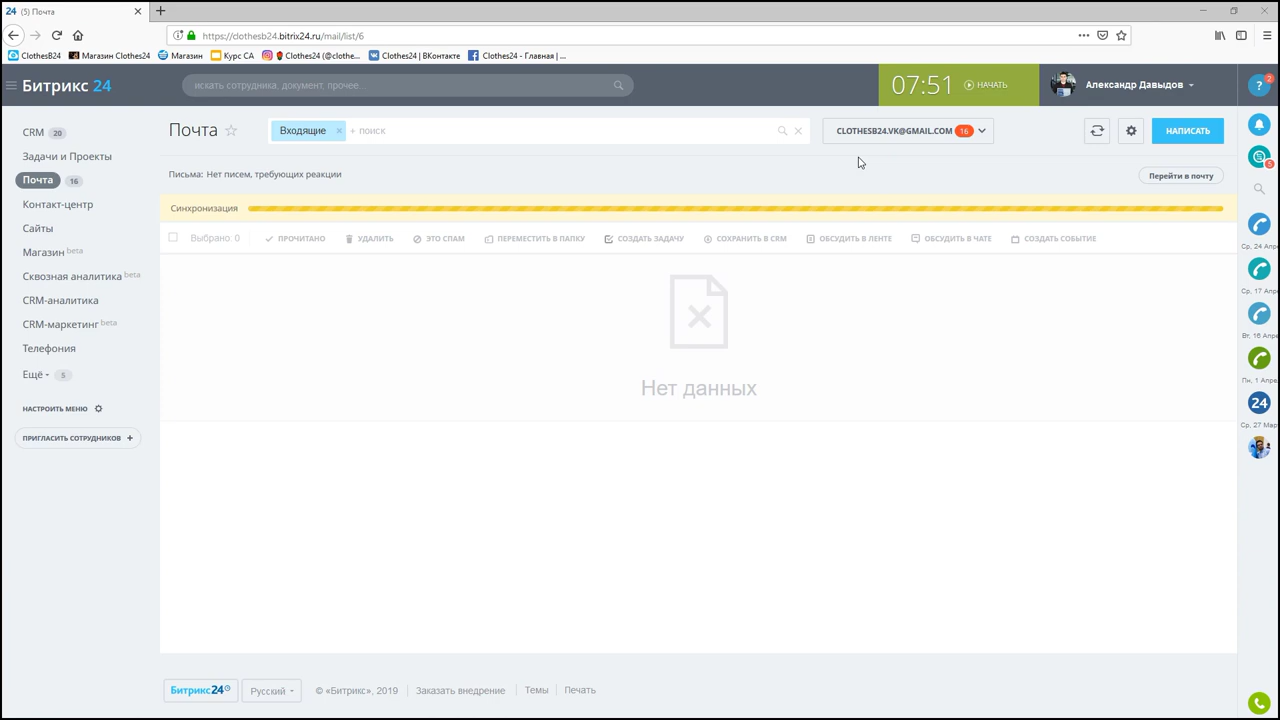 24 (5) Почта
https://clothesb24.bitrix24.ru/mail/list/6
ClothesB24 Магазин Clothes24 Магазин Курс CA Clothes24 (@clothe... Clothes24 | ВКонтакте Clothes24 - Главная | ...
Битрикс 24 искать сотрудника, документ, прочее... 07:51 НАЧАТЬ Александр Давыдов ? 2
Почта Входящие × + поиск CLOTHESB24.VK@GMAIL.COM 16 НАПИСАТЬ
CRM 20
Задачи и Проекты
Почта 16
Контакт-центр
Сайты
Магазин beta
Сквозная аналитика beta
CRM-аналитика
CRM-маркетинг beta
Телефония
Ещё 5
НАСТРОИТЬ МЕНЮ
ПРИГЛАСИТЬ СОТРУДНИКОВ +
Письма: Нет писем, требующих реакции Перейти в почту
Синхронизация
Выбрано: 0 ПРОЧИТАНО УДАЛИТЬ ЭТО СПАМ ПЕРЕМЕСТИТЬ В ПАПКУ СОЗДАТЬ ЗАДАЧУ СОХРАНИТЬ В CRM ОБСУДИТЬ В ЛЕНТЕ ОБСУДИТЬ В ЧАТЕ СОЗДАТЬ СОБЫТИЕ
Нет данных
5
Ср, 24 Апр
Ср, 17 Апр
Вт, 16 Апр
Пн, 1 Апре
24
Ср, 27 Мар
Битрикс24 Русский © «Битрикс», 2019 Заказать внедрение Темы Печать